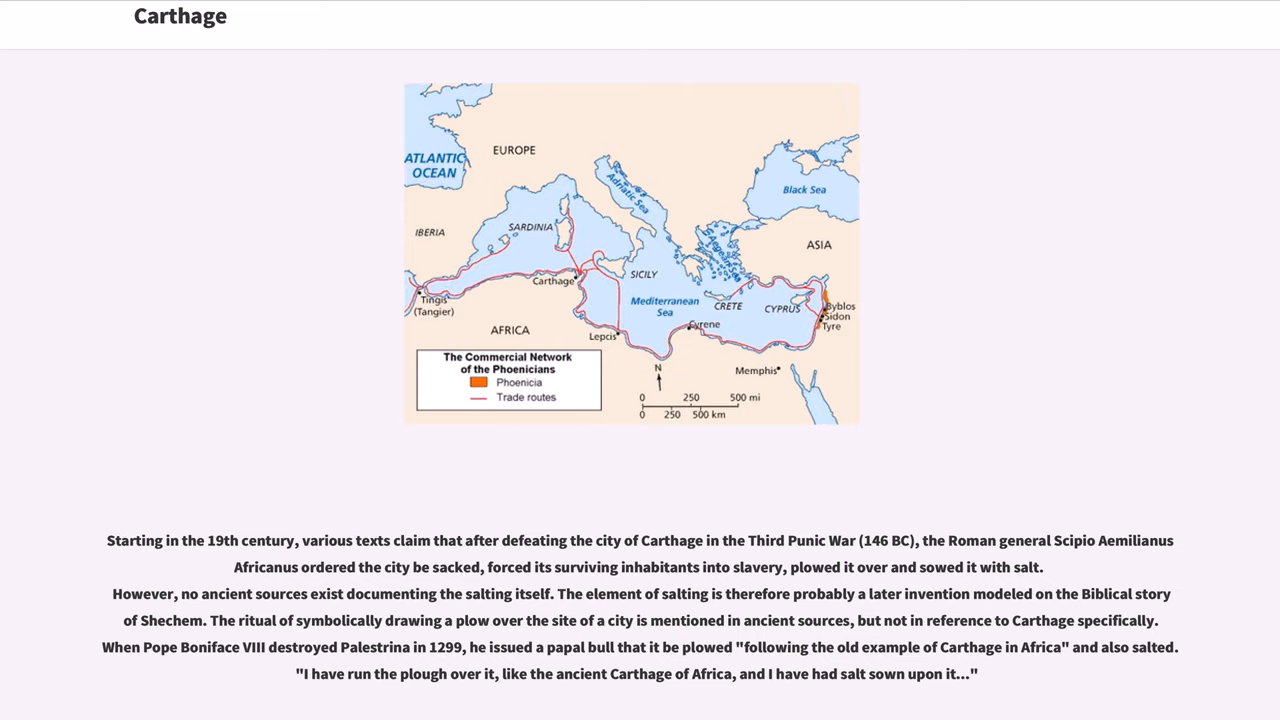 Carthage
EUROPE
ATLANTIC
OCEAN
Adriatic Sea
Black Sea
IBERIA
SARDINIA
Aegean Sea
ASIA
SICILY
Carthage
Mediterranean
Sea
CRETE
CYPRUS
Tingis
(Tangier)
Byblos
Sidon
Tyre
AFRICA
Lepcis
Cyrene
The Commercial Network
of the Phoenicians
Phoenicia
Trade routes
N
Memphis
0 250 500 mi
0 250 500 km
Starting in the 19th century, various texts claim that after defeating the city of Carthage in the Third Punic War (146 BC), the Roman general Scipio Aemilianus
Africanus ordered the city be sacked, forced its surviving inhabitants into slavery, plowed it over and sowed it with salt.
However, no ancient sources exist documenting the salting itself. The element of salting is therefore probably a later invention modeled on the Biblical story
of Shechem. The ritual of symbolically drawing a plow over the site of a city is mentioned in ancient sources, but not in reference to Carthage specifically.
When Pope Boniface VIII destroyed Palestrina in 1299, he issued a papal bull that it be plowed "following the old example of Carthage in Africa" and also salted.
"I have run the plough over it, like the ancient Carthage of Africa, and I have had salt sown upon it..."